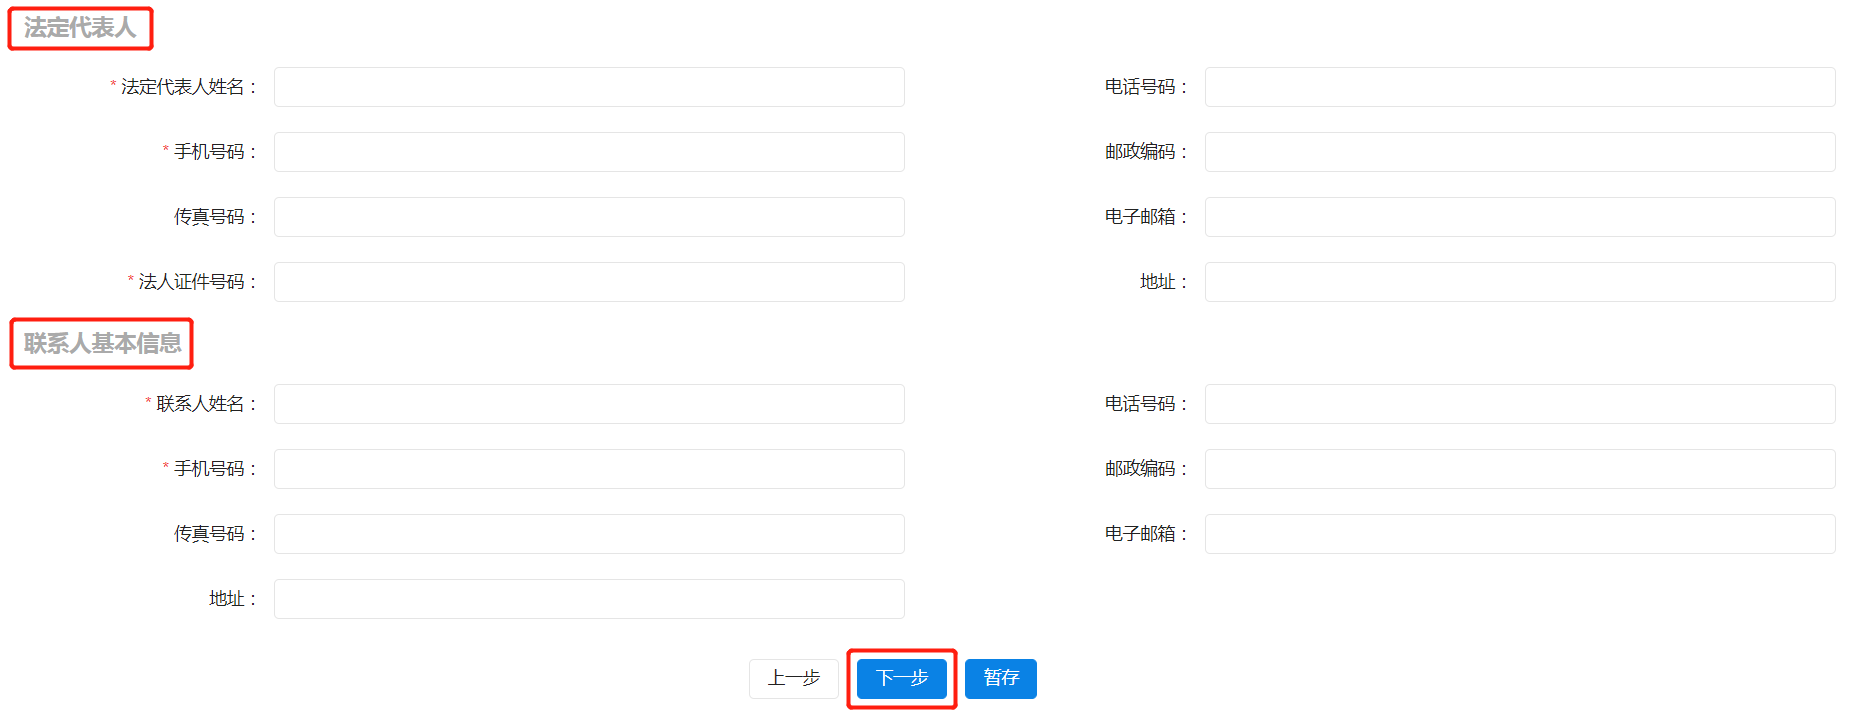 法定代表人
* 法定代表人姓名： 电话号码：
* 手机号码： 邮政编码：
传真号码： 电子邮箱：
* 法人证件号码： 地址：
联系人基本信息
* 联系人姓名： 电话号码：
* 手机号码： 邮政编码：
传真号码： 电子邮箱：
地址：
上一步 下一步 暂存